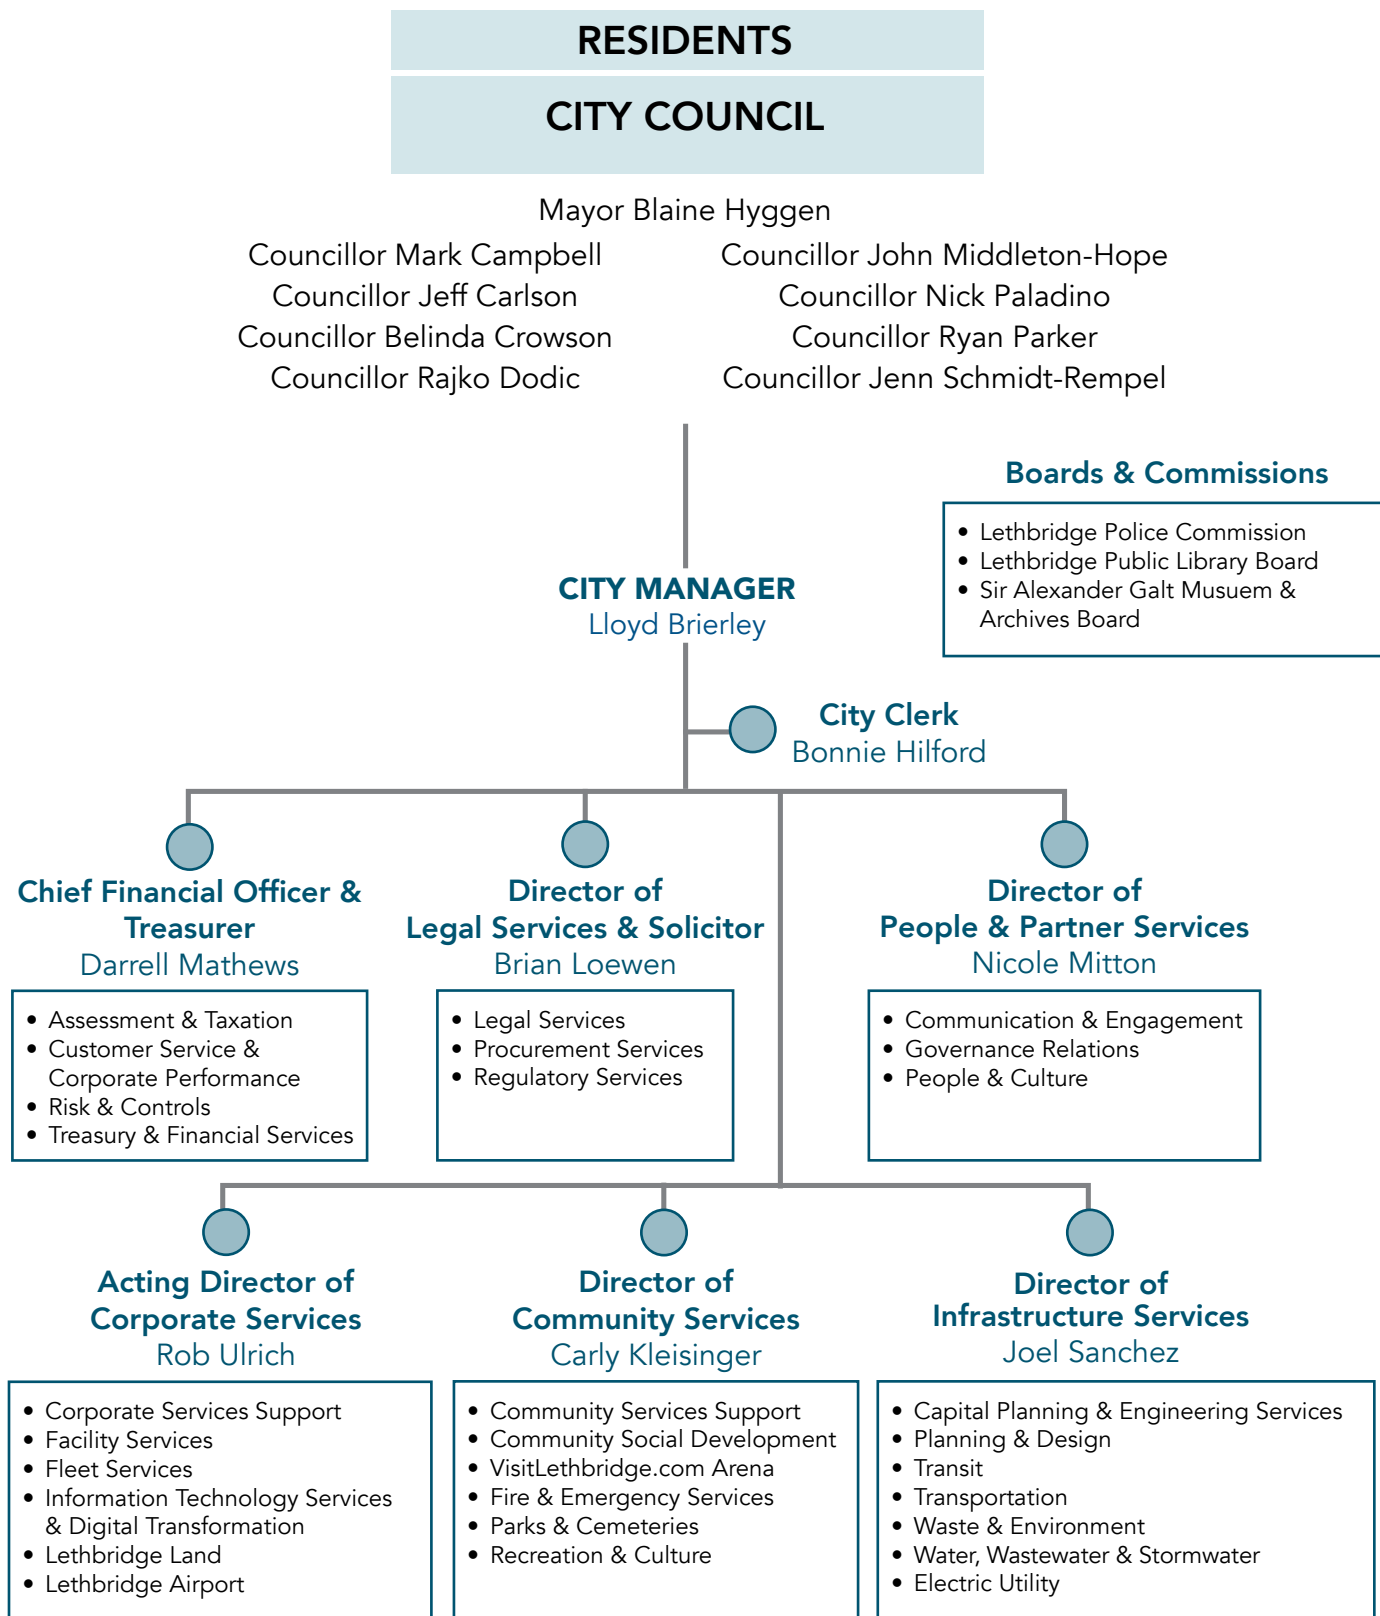 RESIDENTS
CITY COUNCIL
Mayor Blaine Hyggen
Councillor Mark Campbell
Councillor Jeff Carlson
Councillor Belinda Crowson
Councillor Rajko Dodic
Councillor John Middleton-Hope
Councillor Nick Paladino
Councillor Ryan Parker
Councillor Jenn Schmidt-Rempel
Boards & Commissions
• Lethbridge Police Commission
• Lethbridge Public Library Board
• Sir Alexander Galt Musuem &
Archives Board
CITY MANAGER
Lloyd Brierley
City Clerk
Bonnie Hilford
Chief Financial Officer &
Treasurer
Darrell Mathews
• Assessment & Taxation
• Customer Service &
Corporate Performance
• Risk & Controls
• Treasury & Financial Services
Director of
Legal Services & Solicitor
Brian Loewen
• Legal Services
• Procurement Services
• Regulatory Services
Director of
People & Partner Services
Nicole Mitton
• Communication & Engagement
• Governance Relations
• People & Culture
Acting Director of
Corporate Services
Rob Ulrich
• Corporate Services Support
• Facility Services
• Fleet Services
• Information Technology Services
& Digital Transformation
• Lethbridge Land
• Lethbridge Airport
Director of
Community Services
Carly Kleisinger
• Community Services Support
• Community Social Development
• VisitLethbridge.com Arena
• Fire & Emergency Services
• Parks & Cemeteries
• Recreation & Culture
Director of
Infrastructure Services
Joel Sanchez
• Capital Planning & Engineering Services
• Planning & Design
• Transit
• Transportation
• Waste & Environment
• Water, Wastewater & Stormwater
• Electric Utility